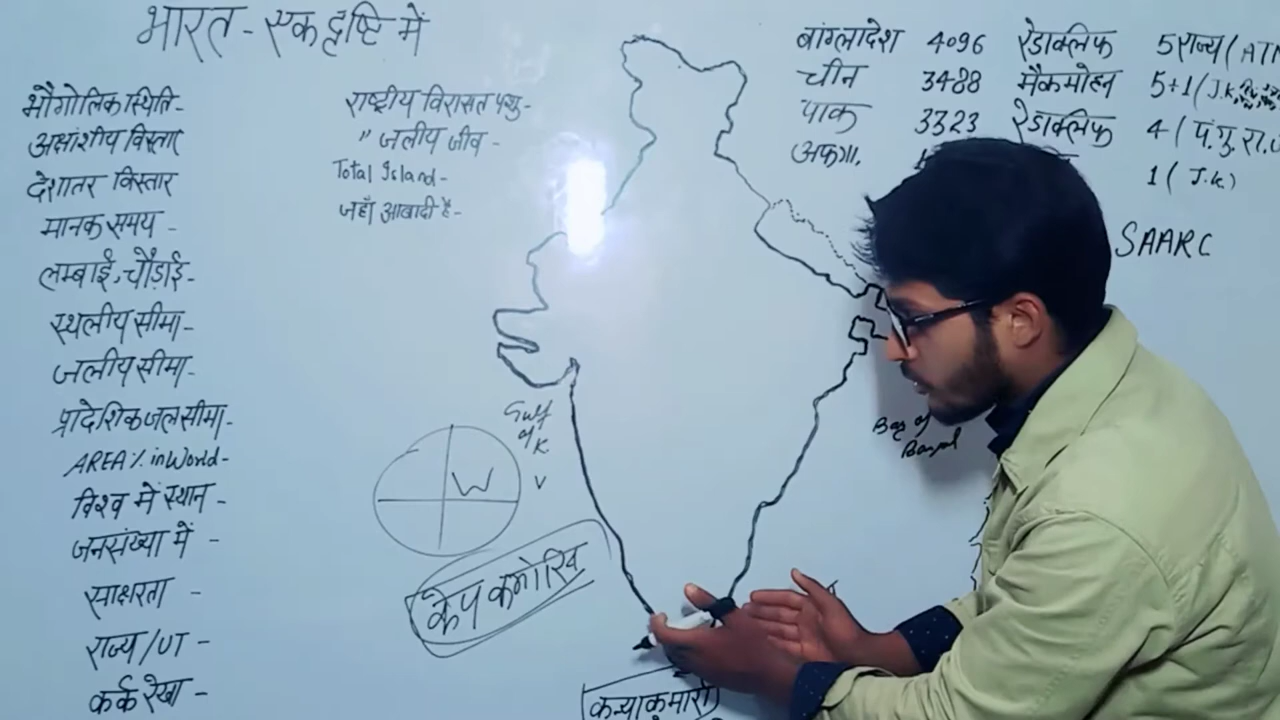 भारत - एक दृष्टि में
भौगोलिक स्थिति -
अक्षांशीय विस्तार
देशांतर विस्तार
मानक समय -
लम्बाई, चौड़ाई -
स्थलीय सीमा -
जलीय सीमा -
प्रादेशिक जल सीमा -
AREA % in World -
विश्व में स्थान -
जनसंख्या में -
साक्षरता -
राज्य / UT -
कर्क रेखा -
राष्ट्रीय विरासत पशु -
" जलीय जीव -
Total Island -
जहाँ आबादी है -
बांग्लादेश 4096 रेडाक्लिफ 5 राज्य (
चीन 3488 मैकमोहन 5+1 ( J.K,
पाक 3323 रेडाक्लिफ 4 ( पं. गु. रा.
अफगा.
1 ( J.K )
SAARC
Gulf
of
K.
V
W
Bay of
Bengal
केप कमोरिन
कन्याकुमारी